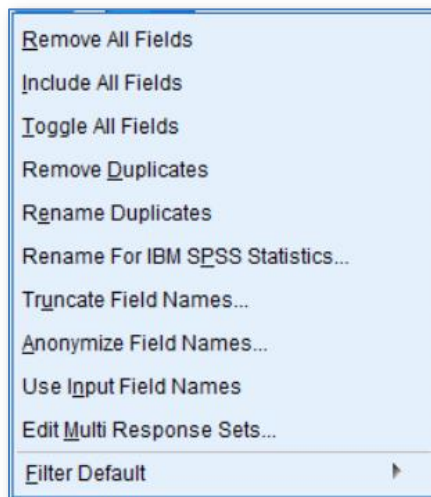 Remove All Fields
Include All Fields
Toggle All Fields
Remove Duplicates
Rename Duplicates
Rename For IBM SPSS Statistics...
Truncate Field Names...
Anonymize Field Names...
Use Input Field Names
Edit Multi Response Sets...
Filter Default